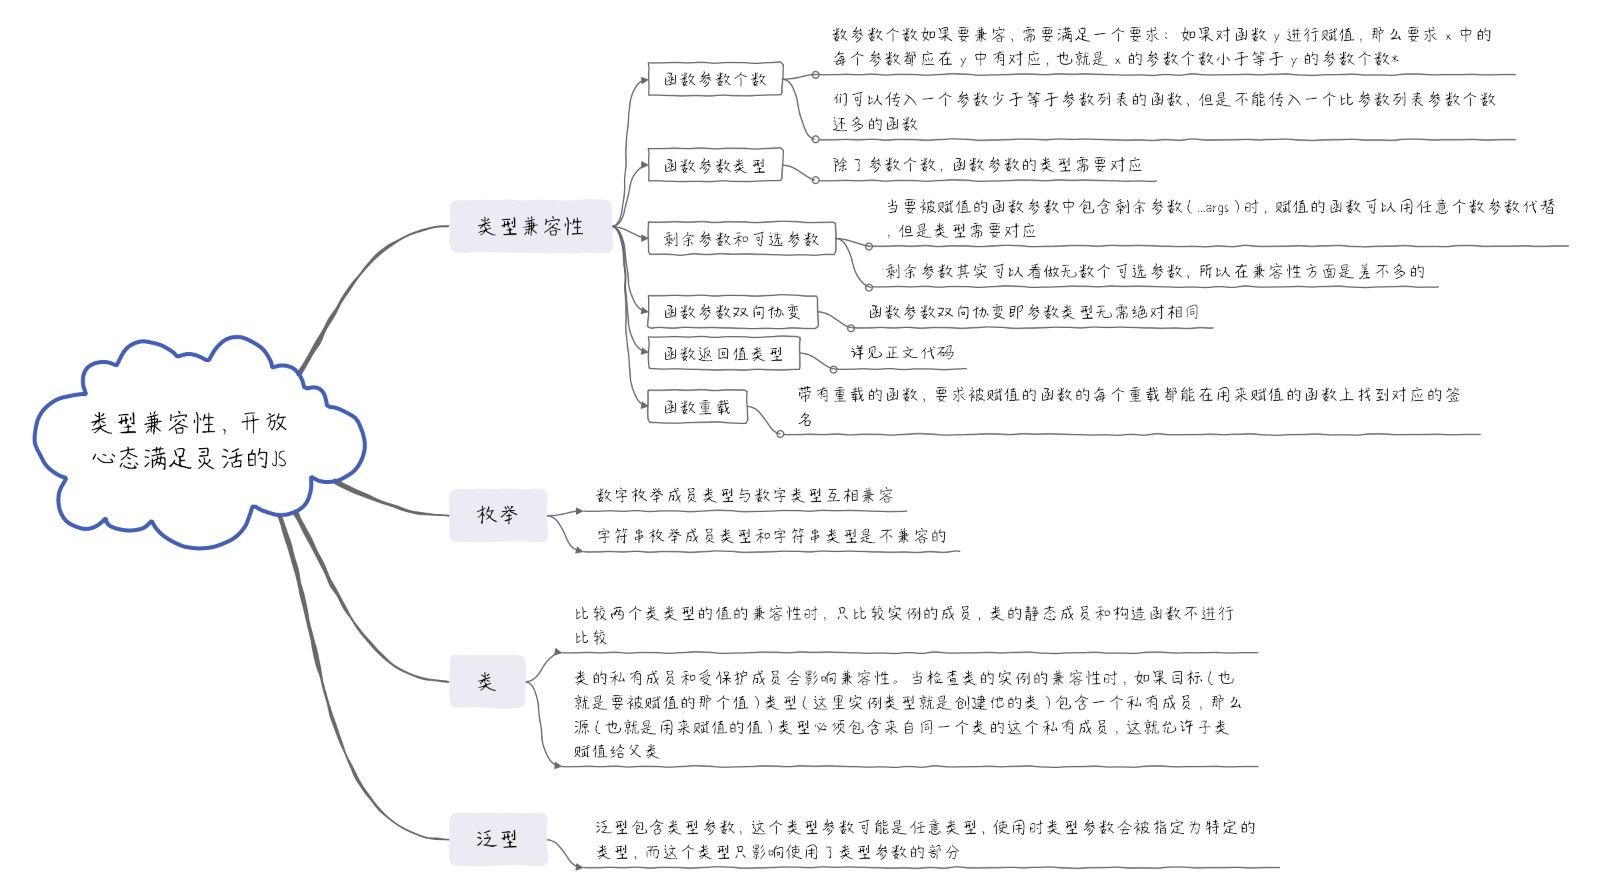 类型兼容性，开放
心态满足灵活的JS
类型兼容性
函数参数个数
数参数个数如果要兼容，需要满足一个要求：如果对函数 y 进行赋值，那么要求 x 中的
每个参数都应在 y 中有对应，也就是 x 的参数个数小于等于 y 的参数个数*
们可以传入一个参数少于等于参数列表的函数，但是不能传入一个比参数列表参数个数
还多的函数
函数参数类型
除了参数个数，函数参数的类型需要对应
剩余参数和可选参数
当要被赋值的函数参数中包含剩余参数(…args)时，赋值的函数可以用任意个数参数代替
，但是类型需要对应
剩余参数其实可以看做无数个可选参数，所以在兼容性方面是差不多的
函数参数双向协变
函数参数双向协变即参数类型无需绝对相同
函数返回值类型
详见正文代码
函数重载
带有重载的函数，要求被赋值的函数的每个重载都能在用来赋值的函数上找到对应的签
名
枚举
数字枚举成员类型与数字类型互相兼容
字符串枚举成员类型和字符串类型是不兼容的
类
比较两个类类型的值的兼容性时，只比较实例的成员，类的静态成员和构造函数不进行
比较
类的私有成员和受保护成员会影响兼容性。当检查类的实例的兼容性时，如果目标(也
就是要被赋值的那个值)类型(这里实例类型就是创建他的类)包含一个私有成员，那么
源(也就是用来赋值的值)类型必须包含来自同一个类的这个私有成员，这就允许子类
赋值给父类
泛型
泛型包含类型参数，这个类型参数可能是任意类型，使用时类型参数会被指定为特定的
类型，而这个类型只影响使用了类型参数的部分